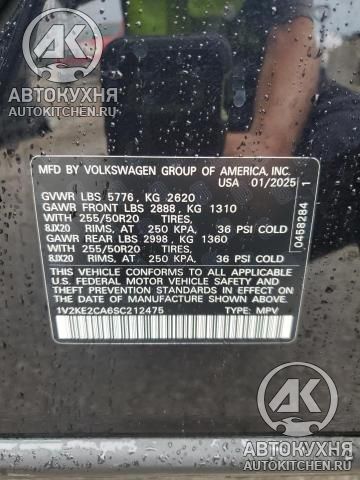 АК
АВТОКУХНЯ
MFD BY VOLKSWAGEN GROUP OF AMERICA, INC.
USA 01/2025
GVWR LBS 5776, KG 2620
GAWR FRONT LBS 2888, KG 1310
WITH 255/50R20 TIRES,
8JX20 RIMS, AT 250 KPA, 36 PSI COLD
GAWR REAR LBS 2998, KG 1360
WITH 255/50R20 TIRES,
8JX20 RIMS, AT 250 KPA, 36 PSI COLD
THIS VEHICLE CONFORMS TO ALL APPLICABLE
U.S. FEDERAL MOTOR VEHICLE SAFETY
AND THEFT PREVENTION STANDARDS IN
EFFECT ON THE DATE OF MANUFACTURE
SHOWN ABOVE.
1V2KE2CA6SC212475 TYPE: MPV
0458284 1
АК
АВТОКУХНЯ